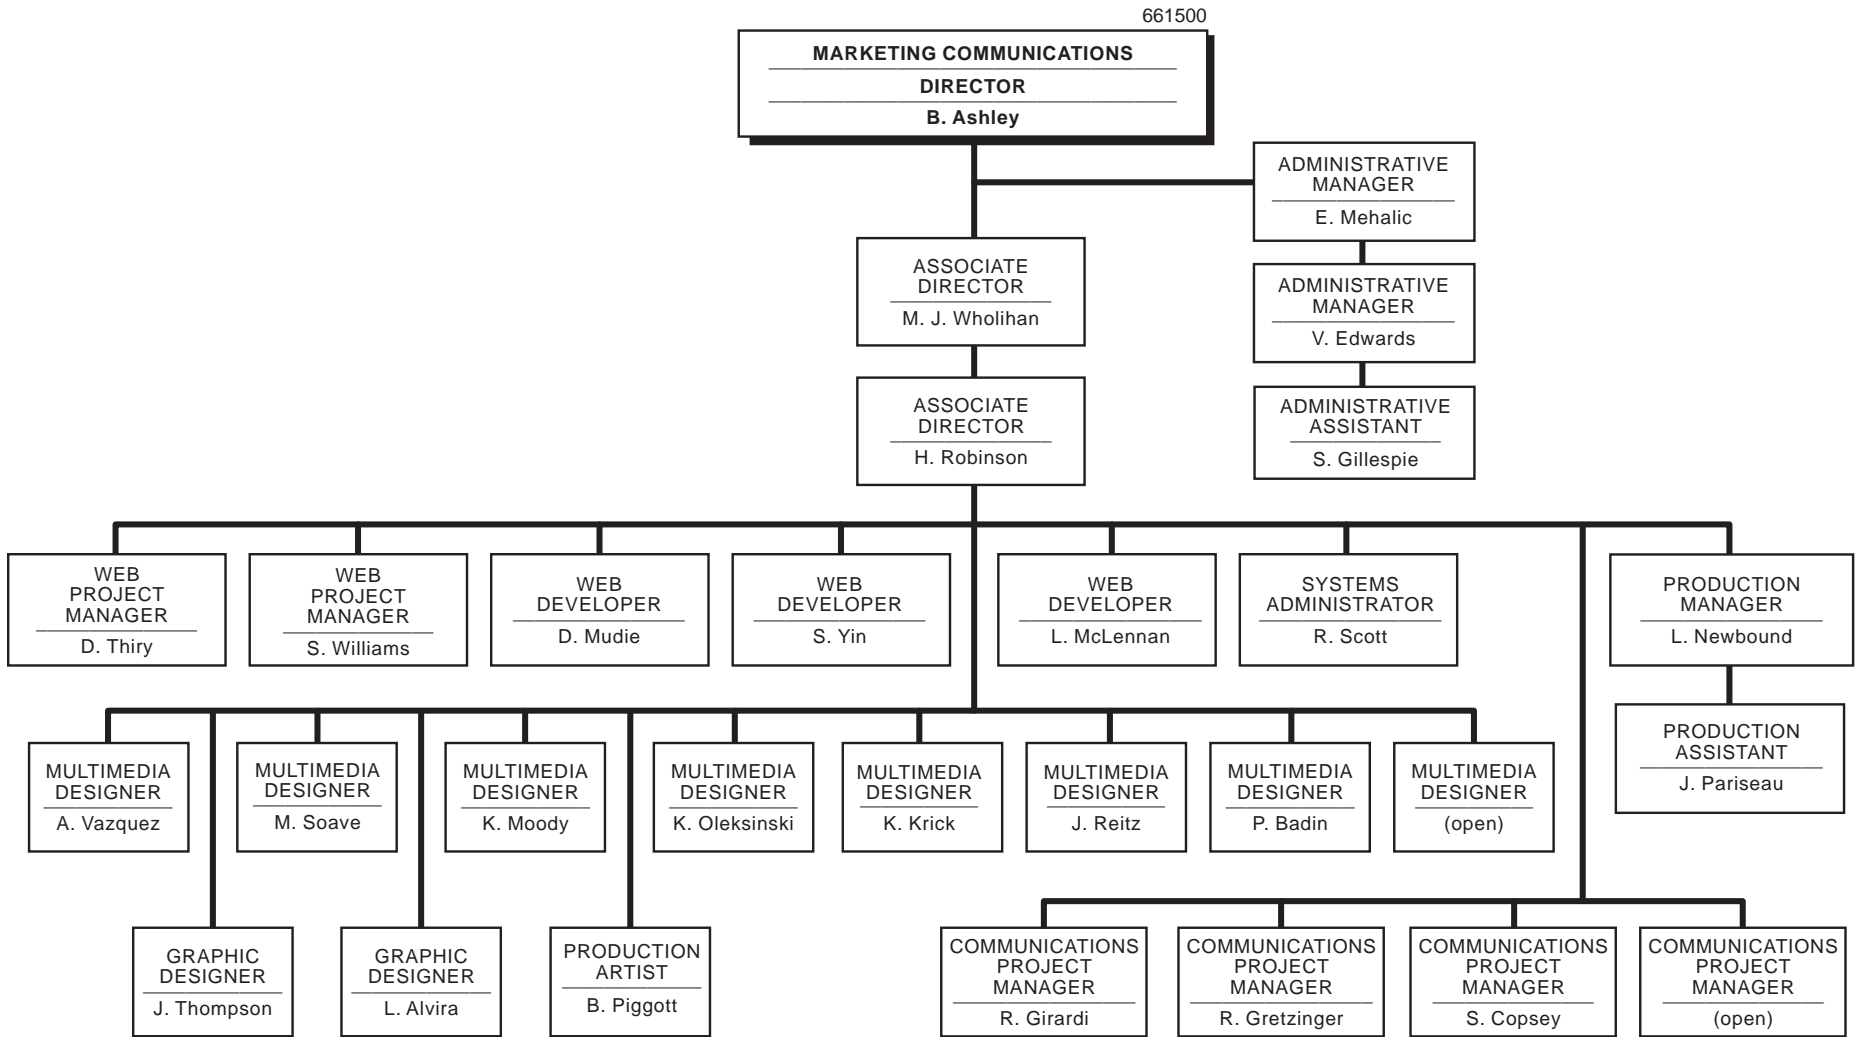 661500
MARKETING COMMUNICATIONS
DIRECTOR
B. Ashley
ADMINISTRATIVE
MANAGER
E. Mehalic
ASSOCIATE
DIRECTOR
M. J. Wholihan
ADMINISTRATIVE
MANAGER
V. Edwards
ASSOCIATE
DIRECTOR
H. Robinson
ADMINISTRATIVE
ASSISTANT
S. Gillespie
WEB
PROJECT
MANAGER
D. Thiry
WEB
PROJECT
MANAGER
S. Williams
WEB
DEVELOPER
D. Mudie
WEB
DEVELOPER
S. Yin
WEB
DEVELOPER
L. McLennan
SYSTEMS
ADMINISTRATOR
R. Scott
PRODUCTION
MANAGER
L. Newbound
PRODUCTION
ASSISTANT
J. Pariseau
MULTIMEDIA
DESIGNER
A. Vazquez
MULTIMEDIA
DESIGNER
M. Soave
MULTIMEDIA
DESIGNER
K. Moody
MULTIMEDIA
DESIGNER
K. Oleksinski
MULTIMEDIA
DESIGNER
K. Krick
MULTIMEDIA
DESIGNER
J. Reitz
MULTIMEDIA
DESIGNER
P. Badin
MULTIMEDIA
DESIGNER
(open)
GRAPHIC
DESIGNER
J. Thompson
GRAPHIC
DESIGNER
L. Alvira
PRODUCTION
ARTIST
B. Piggott
COMMUNICATIONS
PROJECT
MANAGER
R. Girardi
COMMUNICATIONS
PROJECT
MANAGER
R. Gretzinger
COMMUNICATIONS
PROJECT
MANAGER
S. Copsey
COMMUNICATIONS
PROJECT
MANAGER
(open)